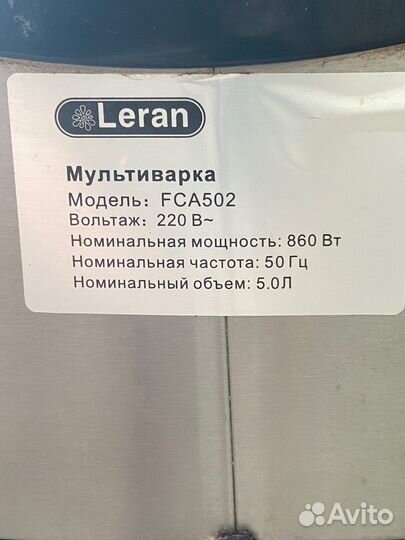 Leran
Мультиварка
Модель: FCA502
Вольтаж: 220 В~
Номинальная мощность: 860 Вт
Номинальная частота: 50 Гц
Номинальный объем: 5.0Л
Avito